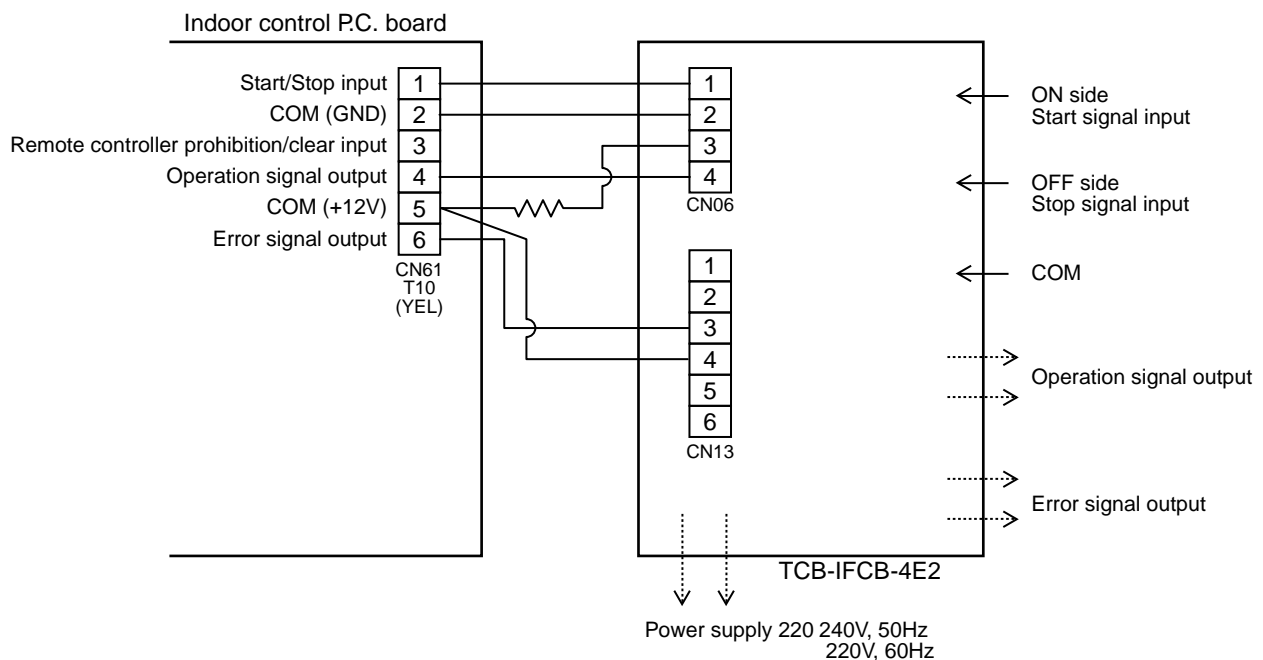 Indoor control P.C. board
Start/Stop input 1
COM (GND) 2
Remote controller prohibition/clear input 3
Operation signal output 4
COM (+12V) 5
Error signal output 6
CN61
T10
(YEL)
1
2
3
4
CN06
1
2
3
4
5
6
CN13
ON side
Start signal input
OFF side
Stop signal input
COM
Operation signal output
Error signal output
TCB-IFCB-4E2
Power supply 220 240V, 50Hz
220V, 60Hz